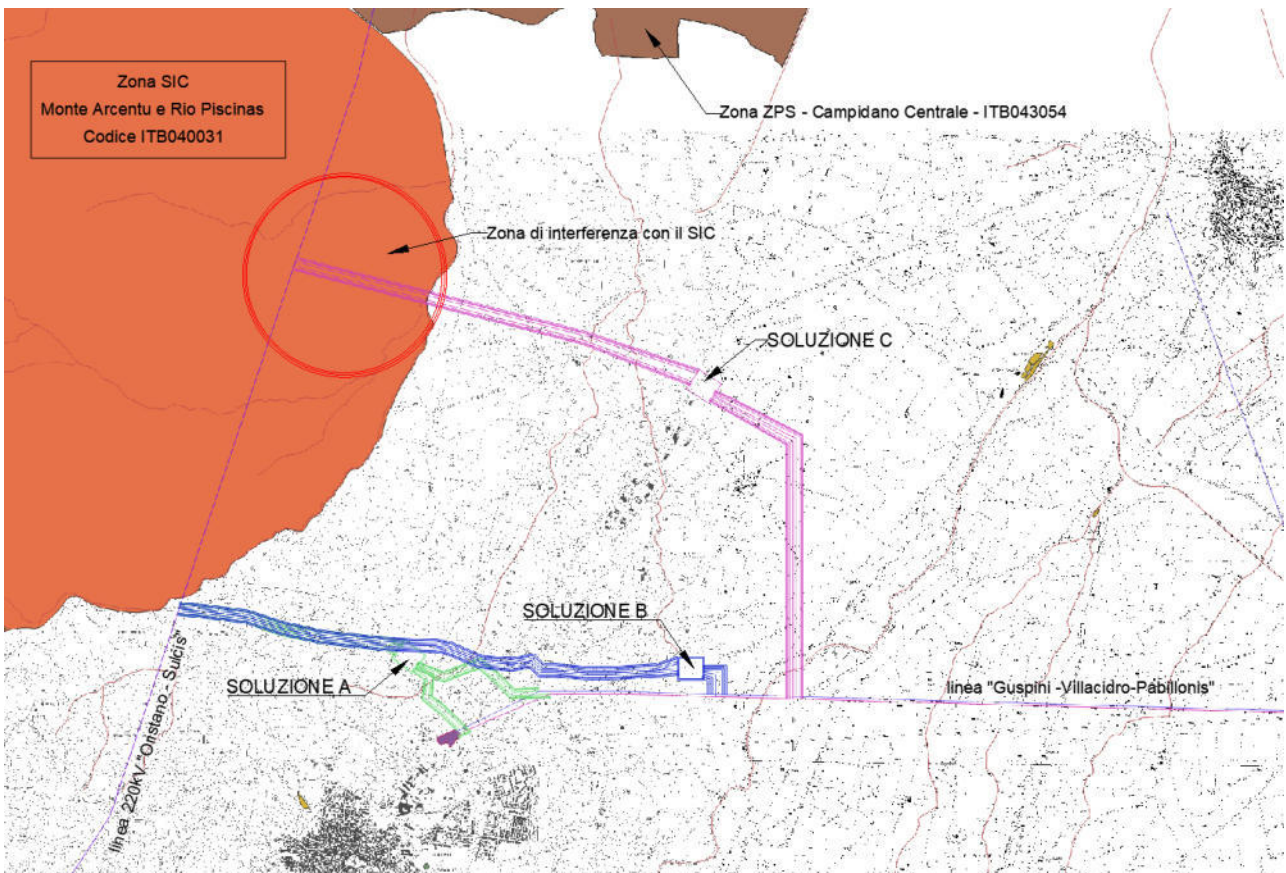 Zona SIC
Monte Arcentu e Rio Piscinas
Codice ITB040031
Zona ZPS - Campidano Centrale - ITB043054
Zona di interferenza con il SIC
SOLUZIONE C
SOLUZIONE B
SOLUZIONE A
linea "Guspini -Villacidro-Pabillonis"
linea 220kV "Oristano - Sulcis"